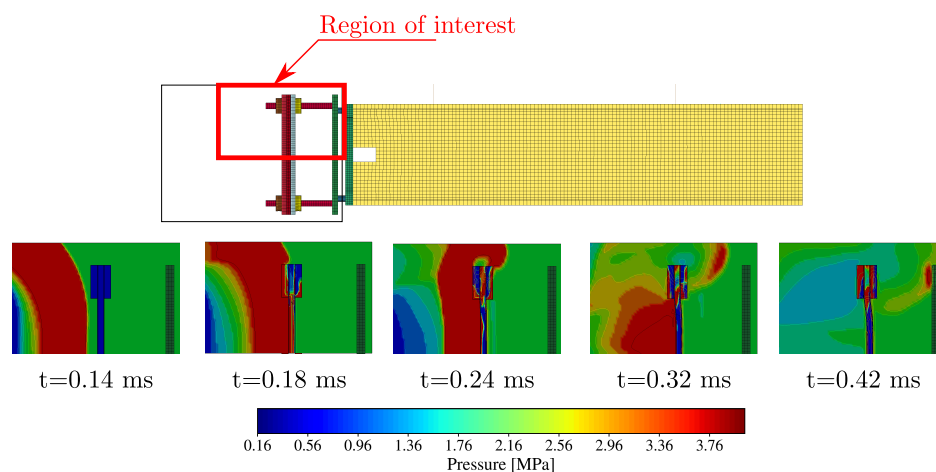 Region of interest
t=0.14 ms
t=0.18 ms
t=0.24 ms
t=0.32 ms
t=0.42 ms
0.16 0.56 0.96 1.36 1.76 2.16 2.56 2.96 3.36 3.76
Pressure [MPa]